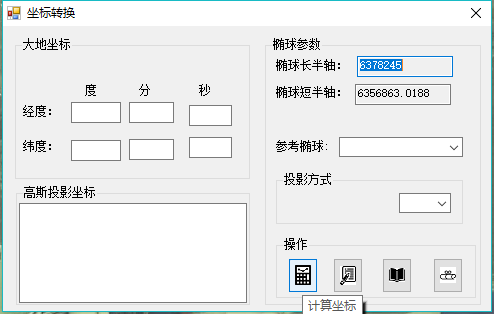 坐标转换
大地坐标
度 分 秒
经度：
纬度：
高斯投影坐标
椭球参数
椭球长半轴： 6378245
椭球短半轴： 6356863.0188
参考椭球:
投影方式
操作
计算坐标